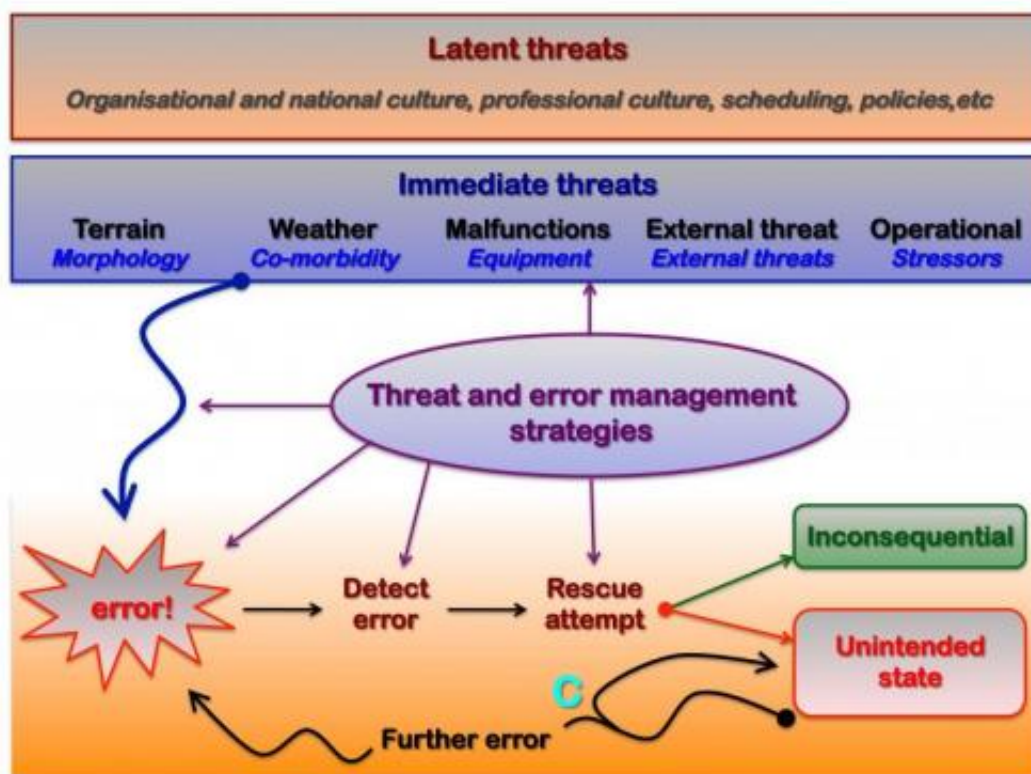 Latent threats
Organisational and national culture, professional culture, scheduling, policies,etc
Immediate threats
Terrain Weather Malfunctions External threat Operational
Morphology Co-morbidity Equipment External threats Stressors
Threat and error management
strategies
Inconsequential
error!
Detect
error
Rescue
attempt
Unintended
state
C
Further error